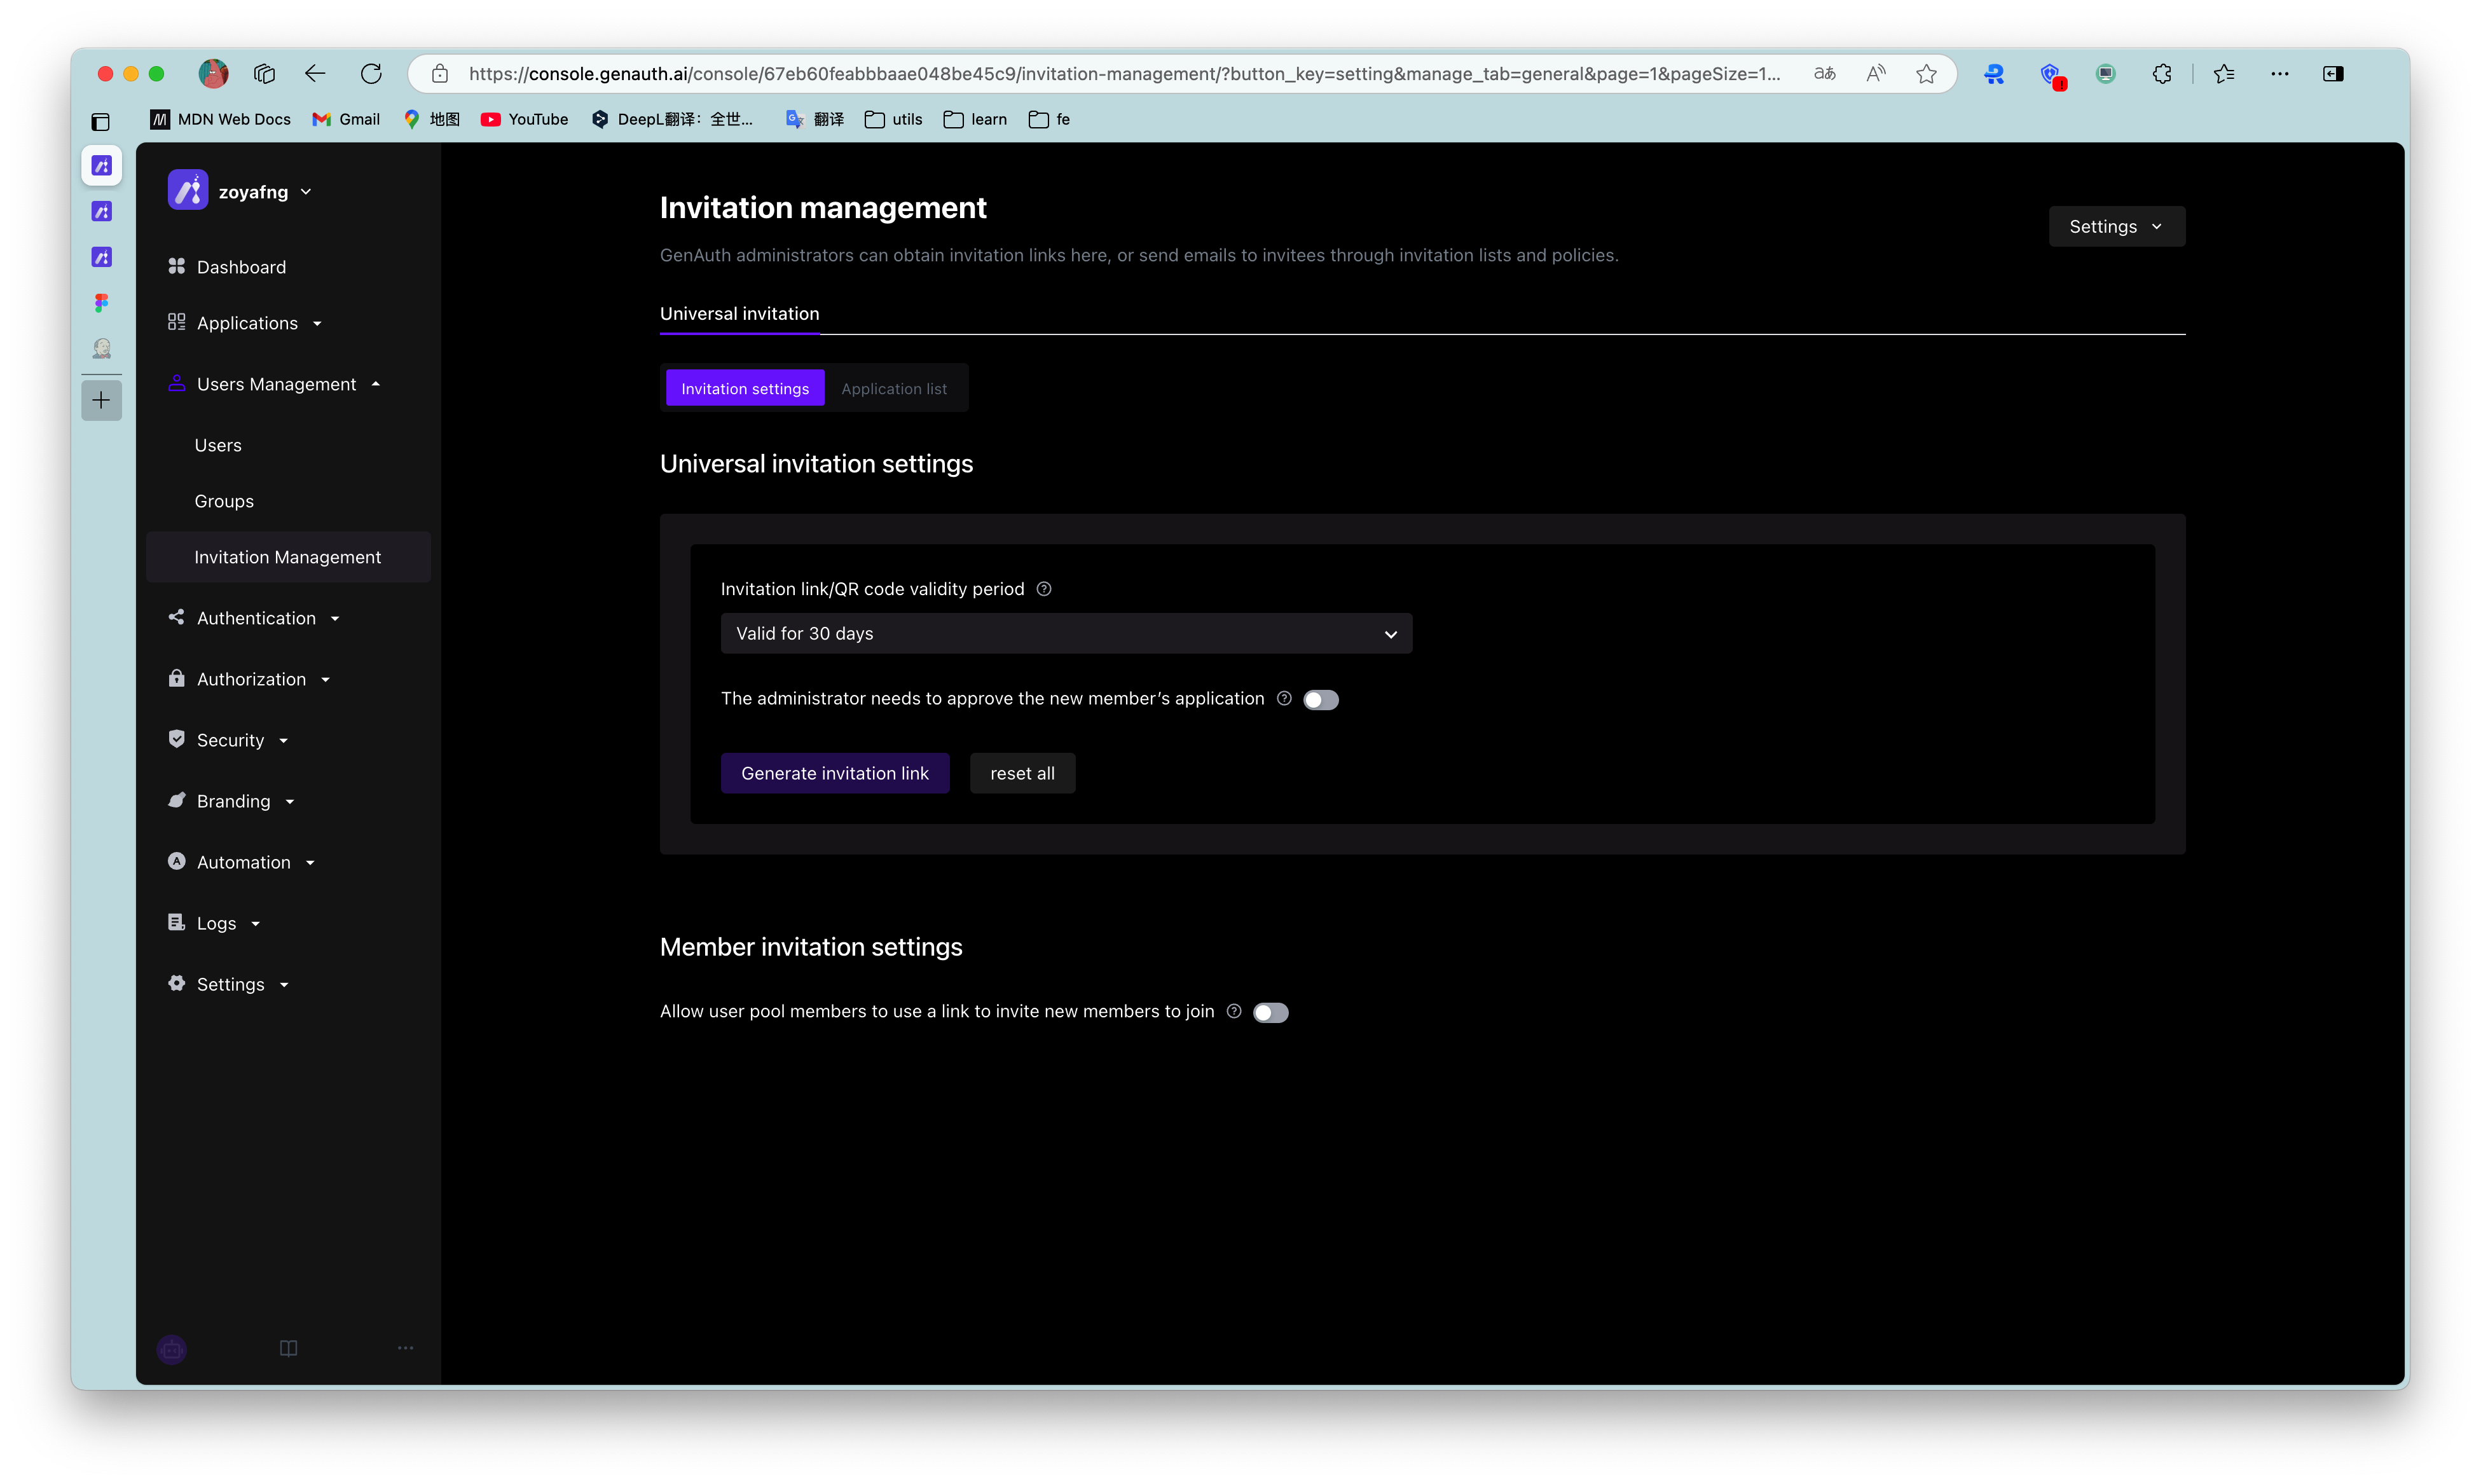 https://console.genauth.ai/console/67eb60feabbbaae048be45c9/invitation-management/?button_key=setting&manage_tab=general&page=1&pageSize=1...
MDN Web Docs
Gmail
地图
YouTube
DeepL翻译：全世...
翻译
utils
learn
fe
zoyafng
Dashboard
Applications
Users Management
Users
Groups
Invitation Management
Authentication
Authorization
Security
Branding
Automation
Logs
Settings
Invitation management
GenAuth administrators can obtain invitation links here, or send emails to invitees through invitation lists and policies.
Settings
Universal invitation
Invitation settings
Application list
Universal invitation settings
Invitation link/QR code validity period
Valid for 30 days
The administrator needs to approve the new member’s application
Generate invitation link
reset all
Member invitation settings
Allow user pool members to use a link to invite new members to join